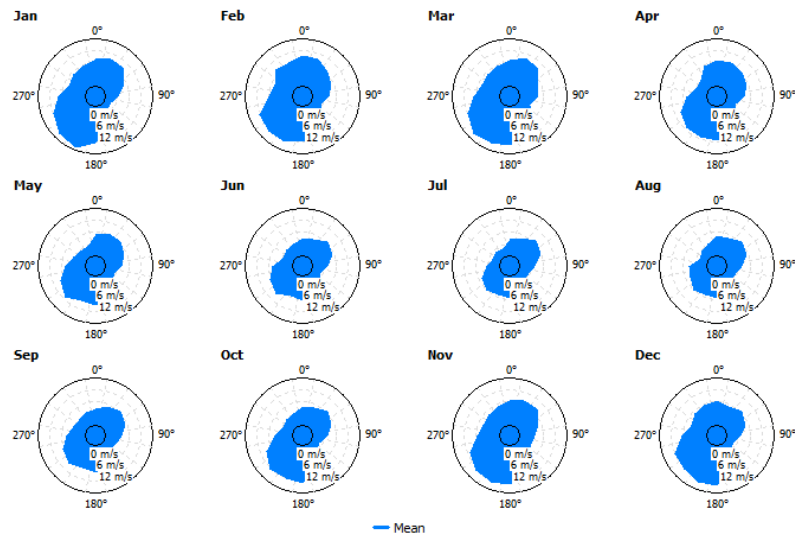 Jan Feb Mar Apr
0° 0° 0° 0°
270° 90° 270° 90° 270° 90° 270° 90°
0 m/s 0 m/s 0 m/s 0 m/s
6 m/s 6 m/s 6 m/s 6 m/s
12 m/s 12 m/s 12 m/s 12 m/s
180° 180° 180° 180°
May Jun Jul Aug
0° 0° 0° 0°
270° 90° 270° 90° 270° 90° 270° 90°
0 m/s 0 m/s 0 m/s 0 m/s
6 m/s 6 m/s 6 m/s 6 m/s
12 m/s 12 m/s 12 m/s 12 m/s
180° 180° 180° 180°
Sep Oct Nov Dec
0° 0° 0° 0°
270° 90° 270° 90° 270° 90° 270° 90°
0 m/s 0 m/s 0 m/s 0 m/s
6 m/s 6 m/s 6 m/s 6 m/s
12 m/s 12 m/s 12 m/s 12 m/s
180° 180° 180° 180°
Mean